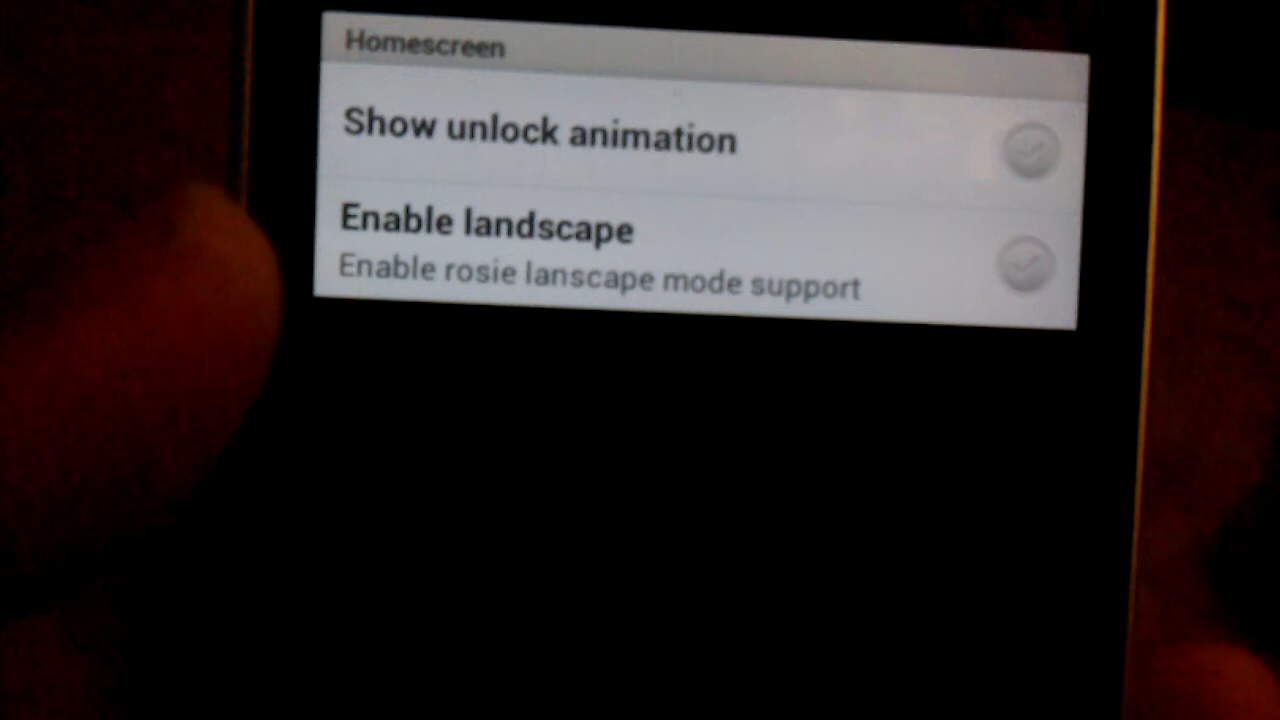 Homescreen
Show unlock animation
Enable landscape
Enable rosie lanscape mode support